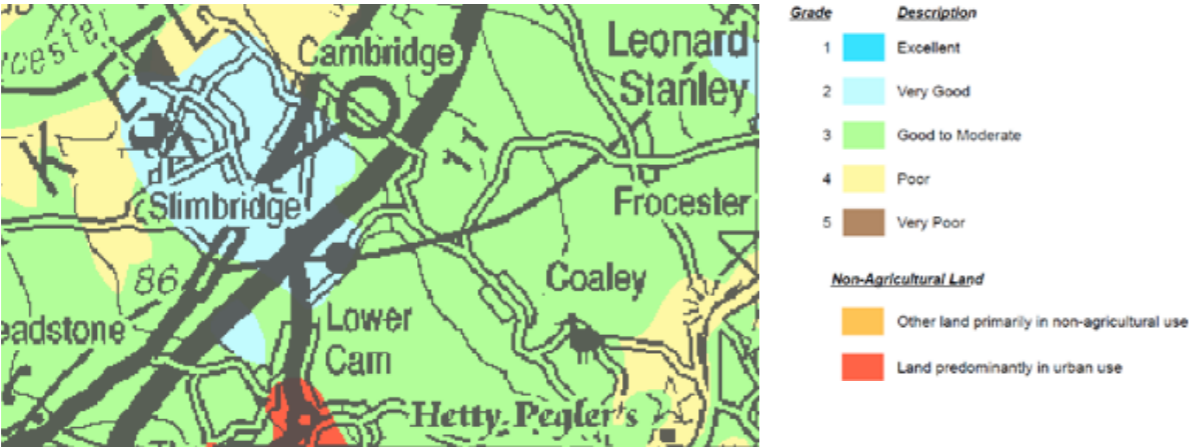 Grade Description
1 Excellent
2 Very Good
3 Good to Moderate
4 Poor
5 Very Poor
Non-Agricultural Land
Other land primarily in non-agricultural use
Land predominantly in urban use
Cambridge
Leonard
Stanley
Slimbridge
Frocester
86
Coaley
eadstone
Lower
Cam
Hetty Pegler's